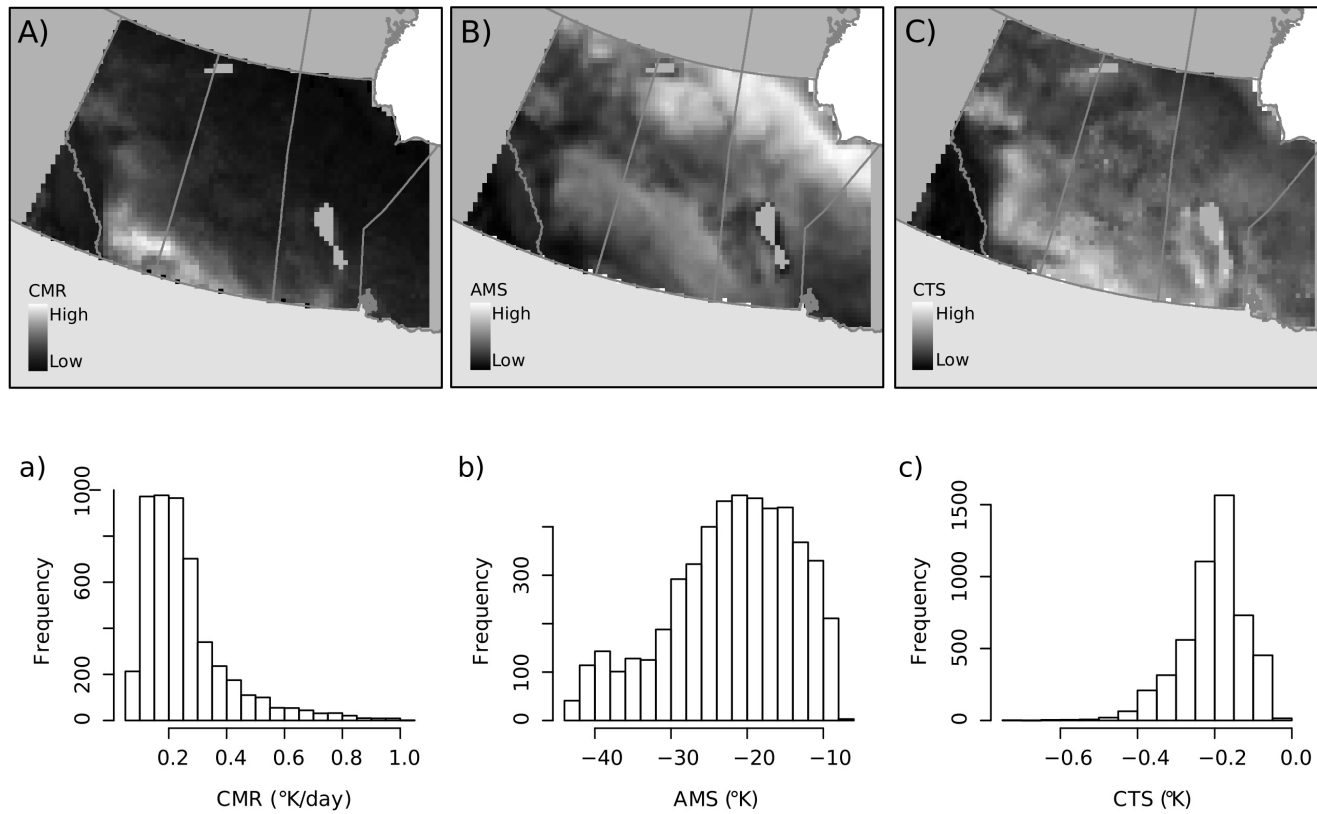 A)
CMR
High
Low
B)
AMS
High
Low
C)
CTS
High
Low
a)
Frequency
0 200 600 1000
0.2 0.4 0.6 0.8 1.0
CMR (°K/day)
b)
Frequency
0 100 300
−40 −30 −20 −10
AMS (°K)
c)
Frequency
0 500 1000 1500
−0.6 −0.4 −0.2 0.0
CTS (°K)